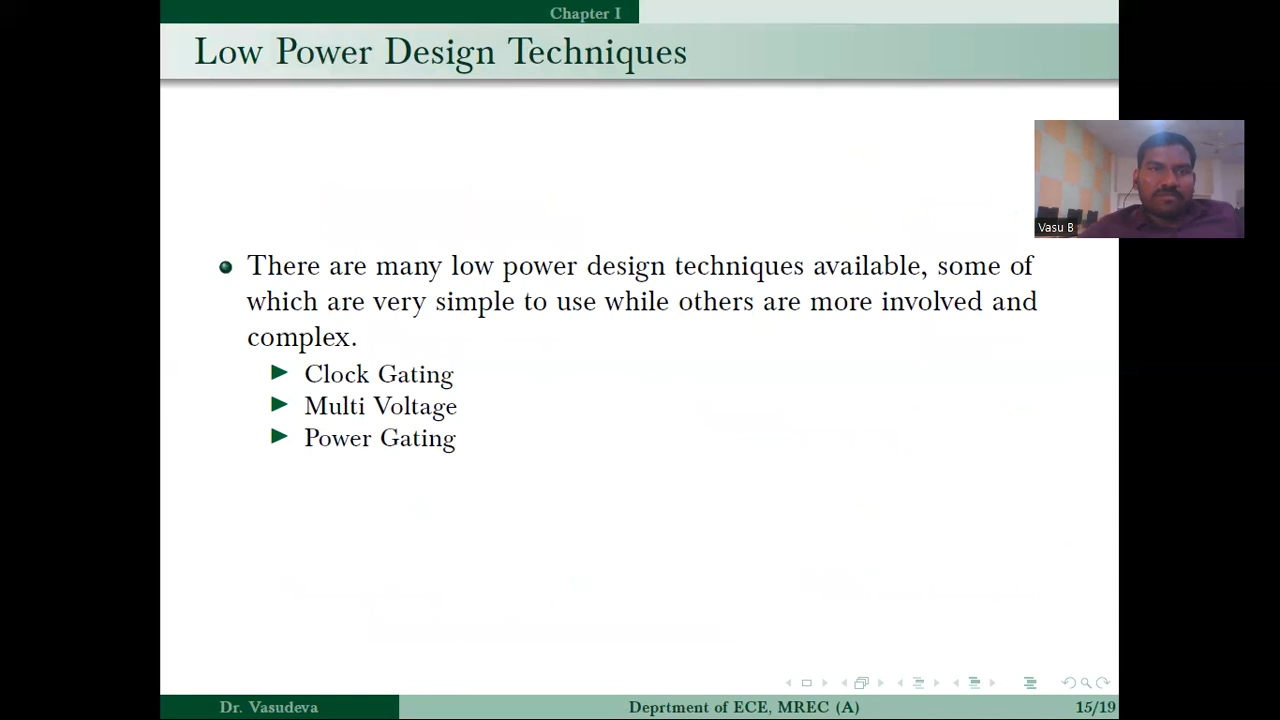 Chapter I
Low Power Design Techniques
Vasu B
There are many low power design techniques available, some of
which are very simple to use while others are more involved and
complex.
Clock Gating
Multi Voltage
Power Gating
Dr. Vasudeva
Deprtment of ECE, MREC (A)
15/19